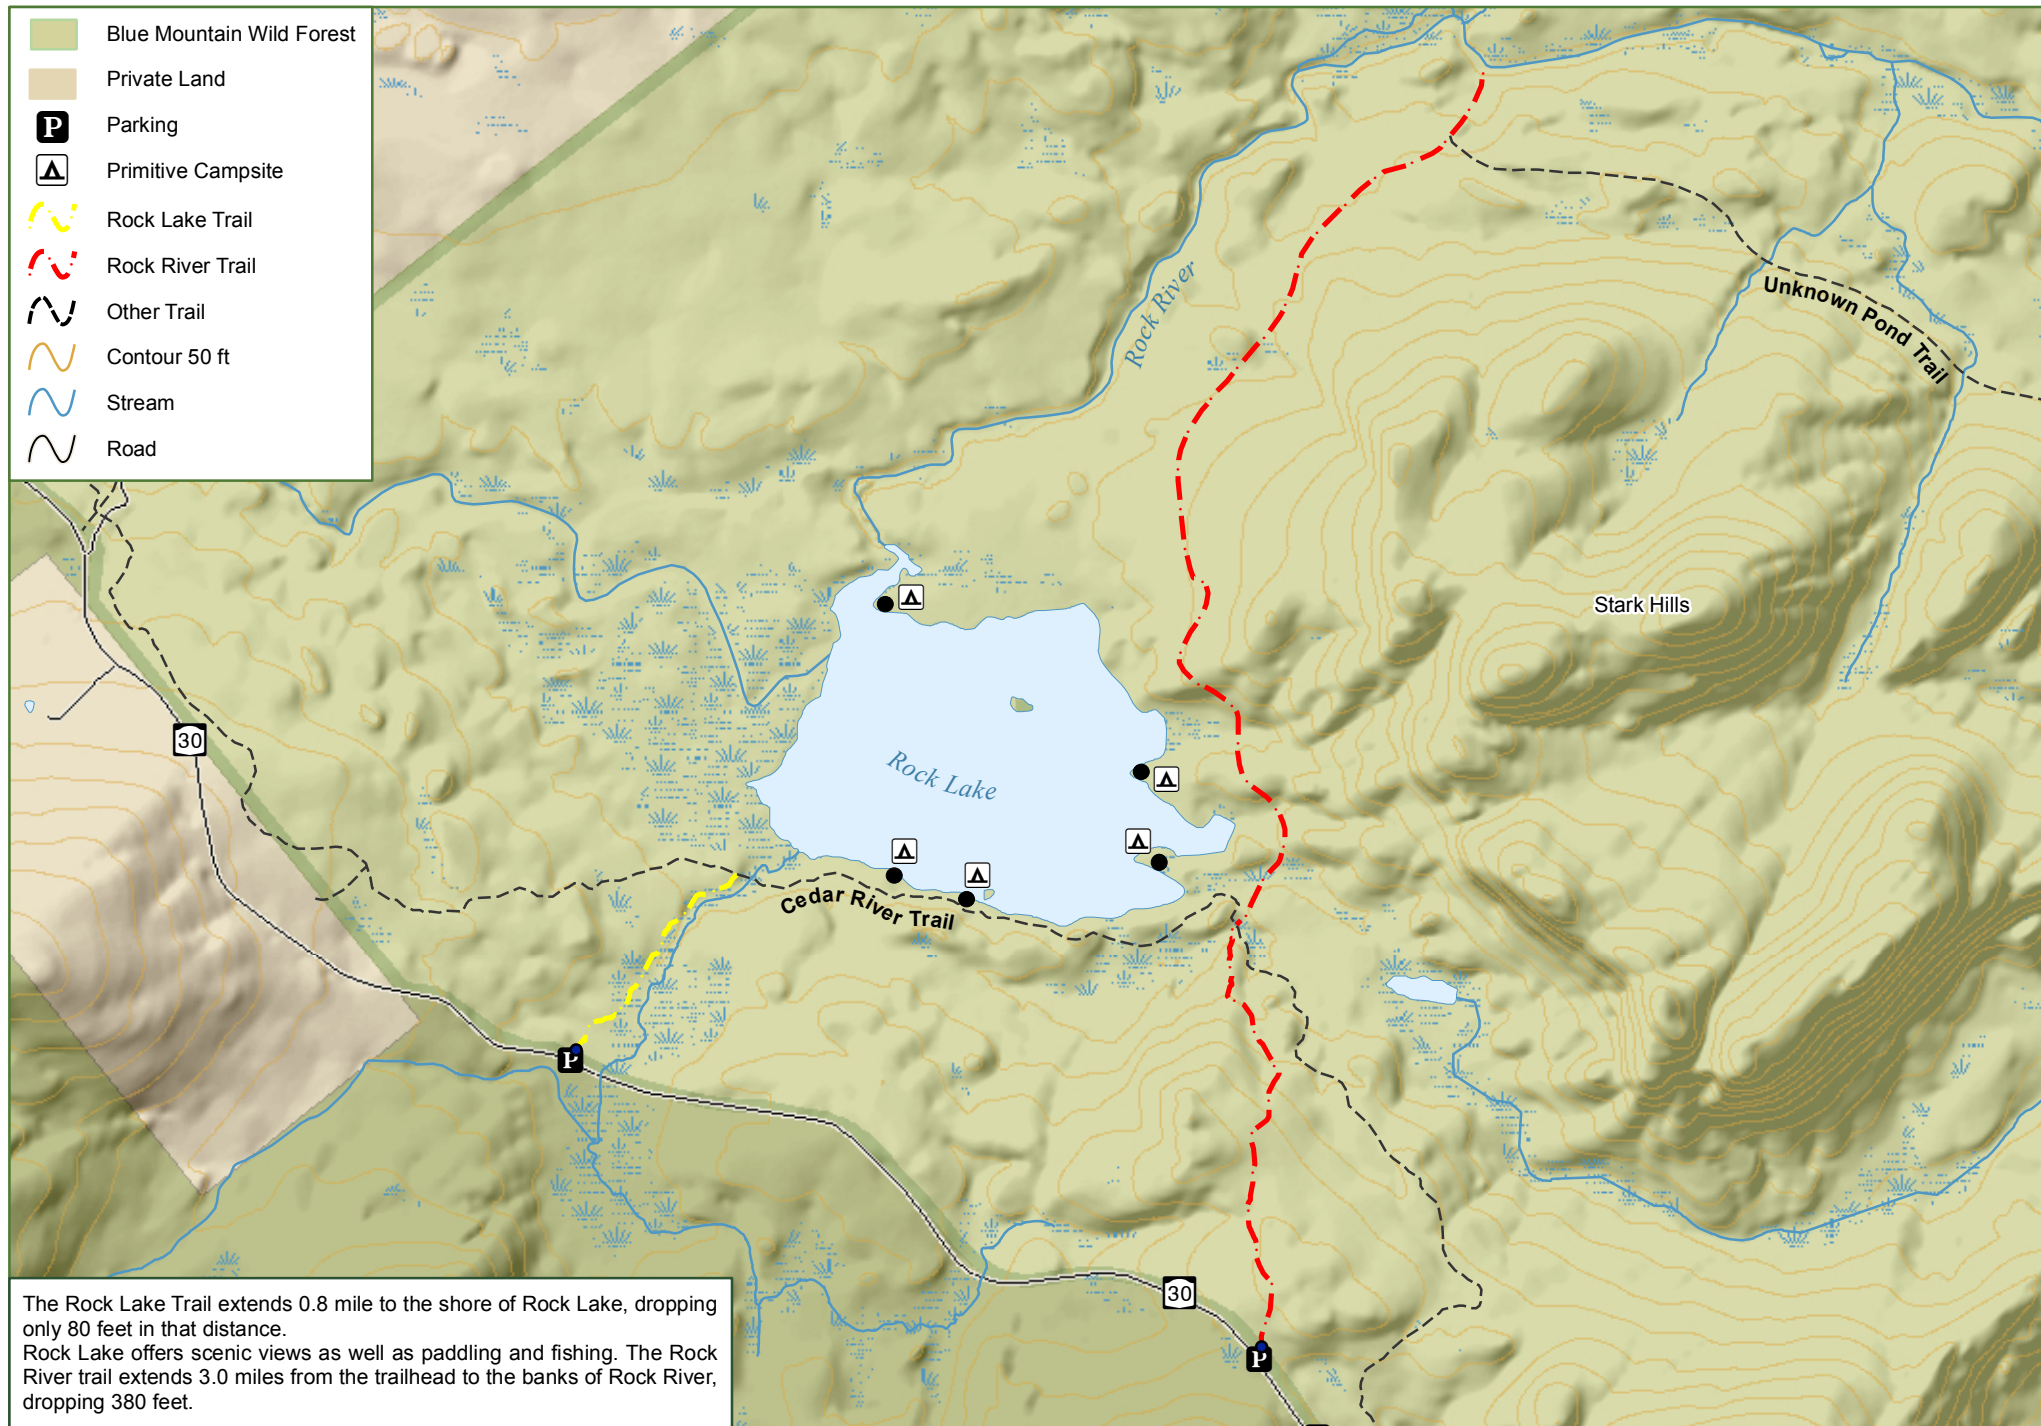 Blue Mountain Wild Forest
Private Land
P
Parking
Primitive Campsite
Rock Lake Trail
Rock River Trail
Other Trail
Contour 50 ft
Stream
Road
Rock River
Unknown Pond Trail
Stark Hills
30
Rock Lake
Cedar River Trail
P
30
P
The Rock Lake Trail extends 0.8 mile to the shore of Rock Lake, dropping
only 80 feet in that distance.
Rock Lake offers scenic views as well as paddling and fishing. The Rock
River trail extends 3.0 miles from the trailhead to the banks of Rock River,
dropping 380 feet.